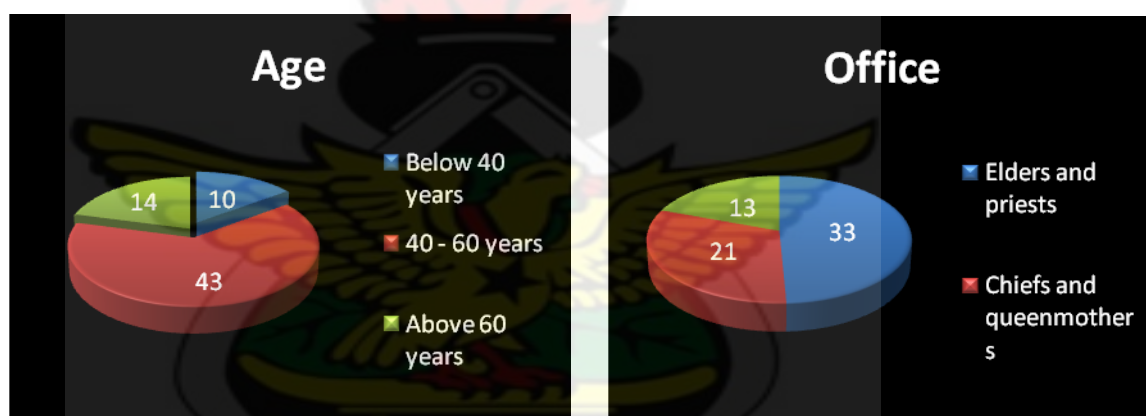 Age
14
10
43
Below 40
years
40 - 60 years
Above 60
years
Office
13
33
21
Elders and
priests
Chiefs and
queenmother
s